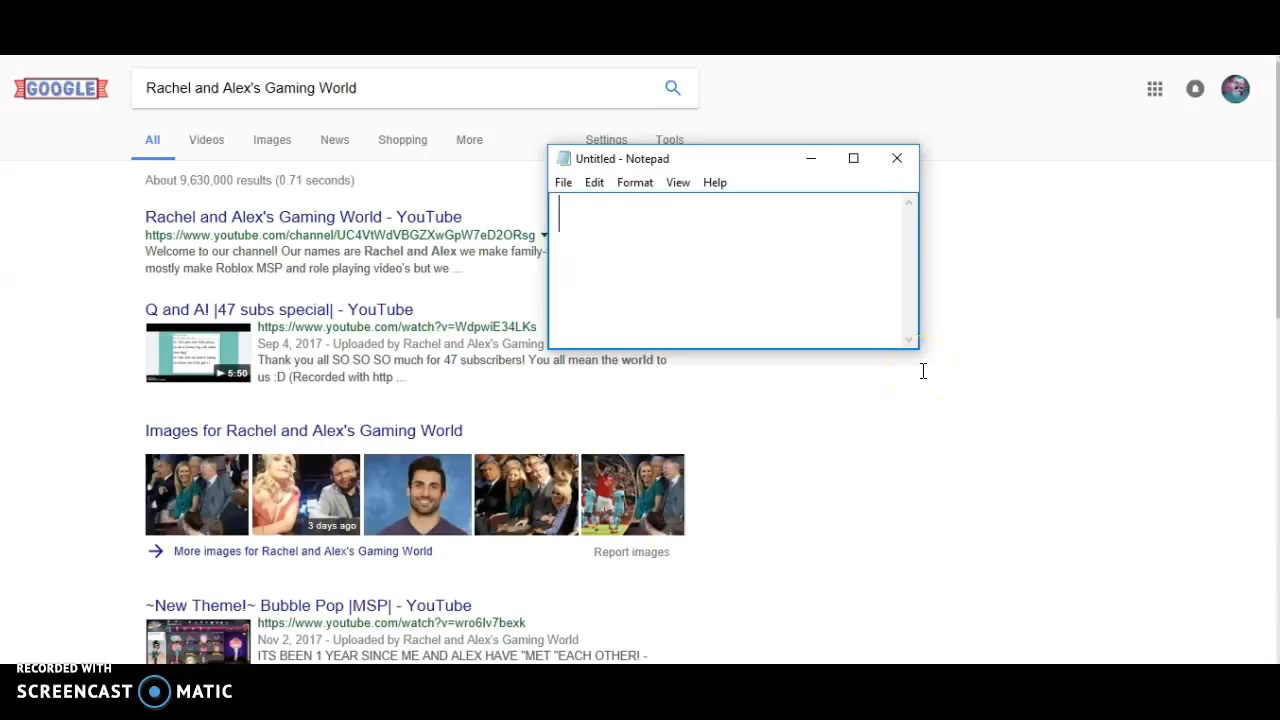 GOOGLE
Rachel and Alex's Gaming World
All Videos Images News Shopping More Settings Tools
About 9,630,000 results (0.71 seconds)
Rachel and Alex's Gaming World - YouTube
https://www.youtube.com/channel/UC4VtWdVBGZXwGpW7eD2ORsg
Welcome to our channel! Our names are Rachel and Alex we make family-
mostly make Roblox MSP and role playing video's but we ...
Untitled - Notepad
File Edit Format View Help
Q and A! |47 subs special| - YouTube
https://www.youtube.com/watch?v=WdpwiE34LKs
Sep 4, 2017 - Uploaded by Rachel and Alex's Gaming World
Thank you all SO SO SO much for 47 subscribers! You all mean the world to
us :D (Recorded with http ...
5:50
Images for Rachel and Alex's Gaming World
3 days ago
More images for Rachel and Alex's Gaming World
Report images
~New Theme!~ Bubble Pop |MSP| - YouTube
https://www.youtube.com/watch?v=wro6Iv7bexk
Nov 2, 2017 - Uploaded by Rachel and Alex's Gaming World
ITS BEEN 1 YEAR SINCE ME AND ALEX HAVE "MET "EACH OTHER! -
RECORDED WITH
SCREENCAST MATIC